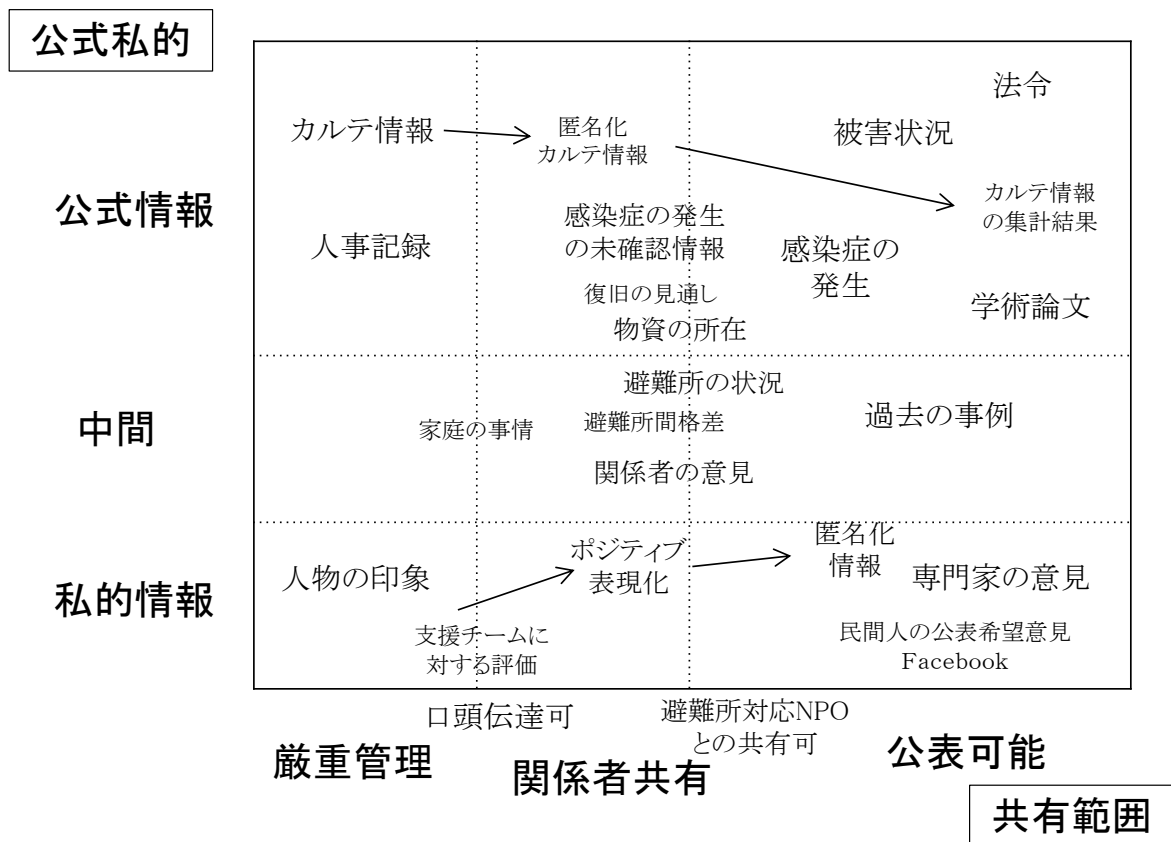 公式私的
法令
カルテ情報
匿名化
カルテ情報
被害状況
公式情報
カルテ情報
の集計結果
人事記録
感染症の発生
の未確認情報
感染症の
発生
復旧の見通し
物資の所在
学術論文
中間
避難所の状況
家庭の事情
避難所間格差
過去の事例
関係者の意見
私的情報
人物の印象
ポジティブ
表現化
匿名化
情報
専門家の意見
支援チームに
対する評価
民間人の公表希望意見
Facebook
口頭伝達可
避難所対応NPO
との共有可
厳重管理
関係者共有
公表可能
共有範囲